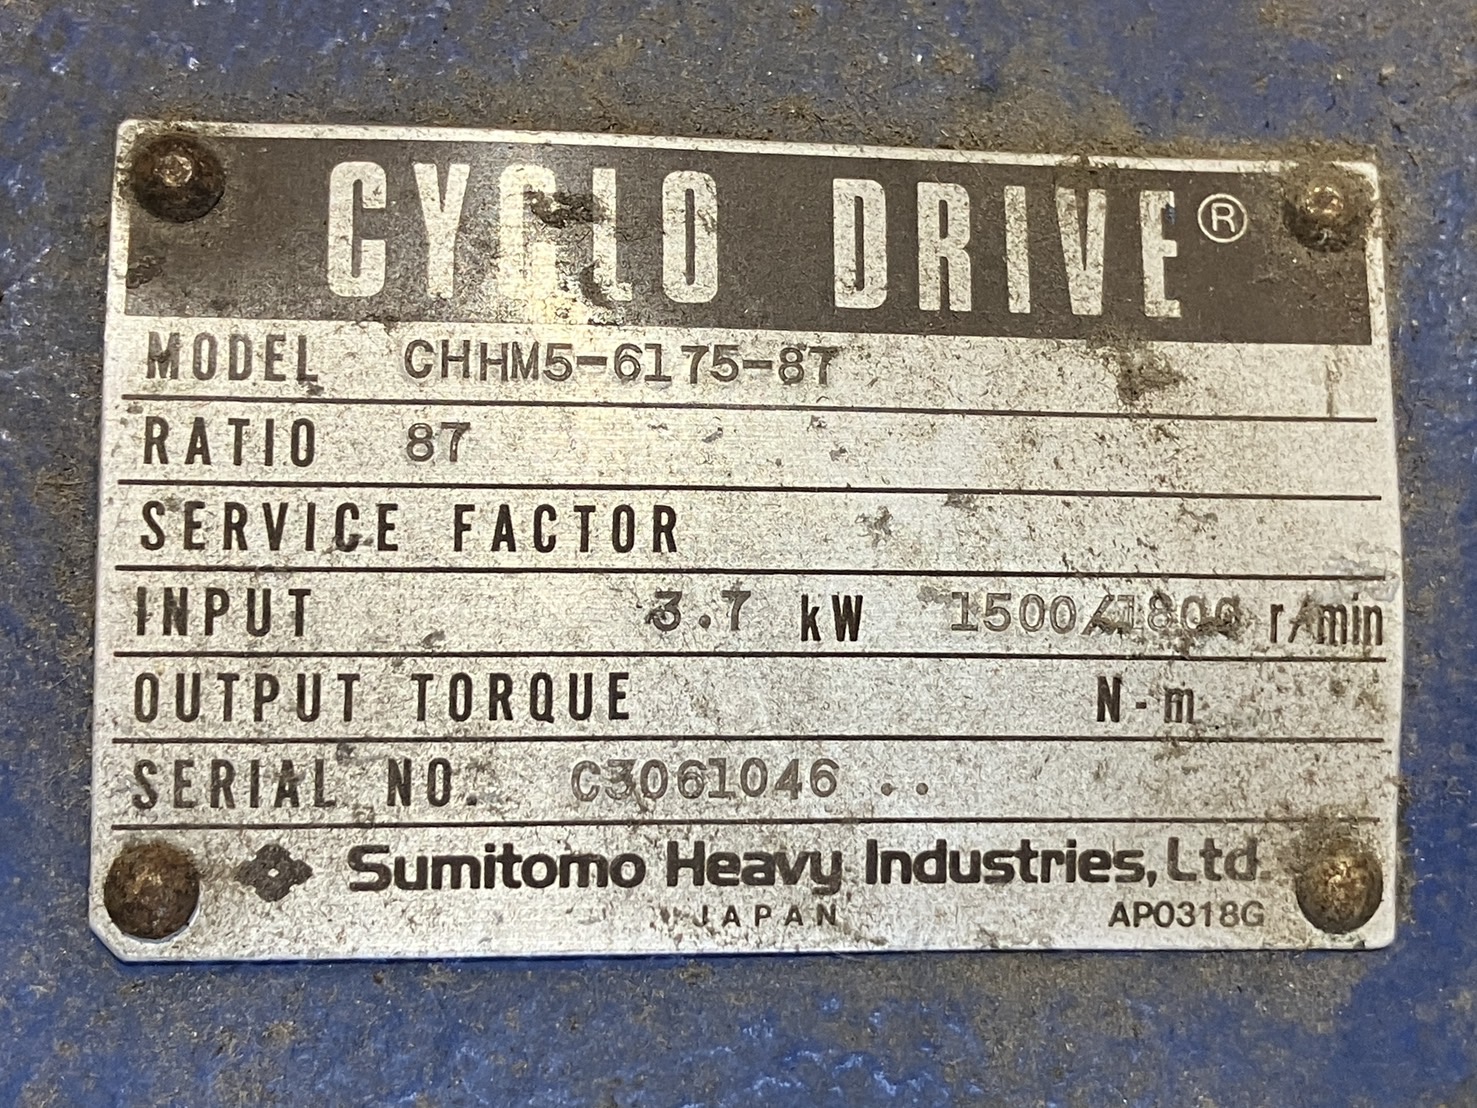 CYCLO DRIVE®
MODEL CHHM5-6175-87
RATIO 87
SERVICE FACTOR
INPUT 3.7 kW 1500/1800 r/min
OUTPUT TORQUE N-m
SERIAL NO. C3061046 ..
Sumitomo Heavy Industries, Ltd.
JAPAN AP0318G